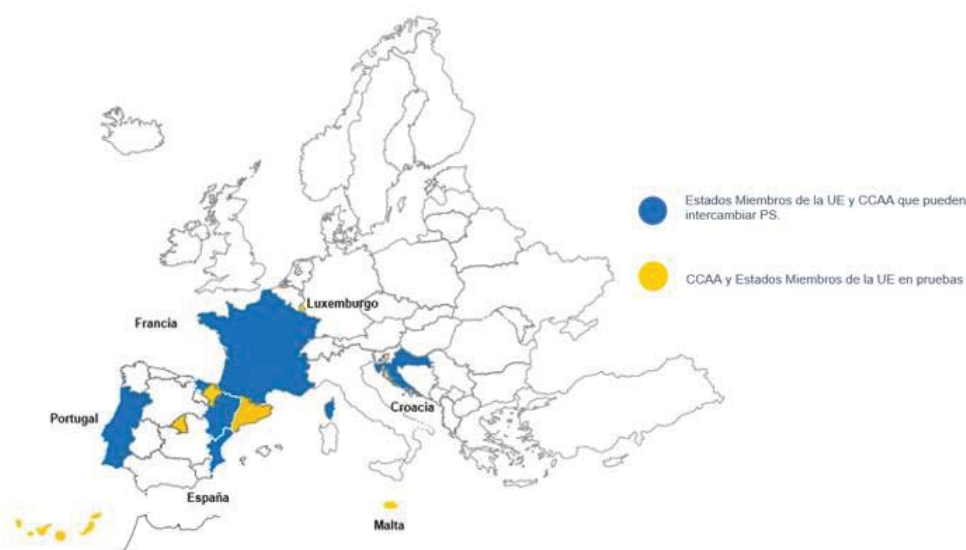 Estados Miembros de la UE y CCAA que pueden
intercambiar PS.
CCAA y Estados Miembros de la UE en pruebas
Luxemburgo
Francia
Croacia
Portugal
España
Malta